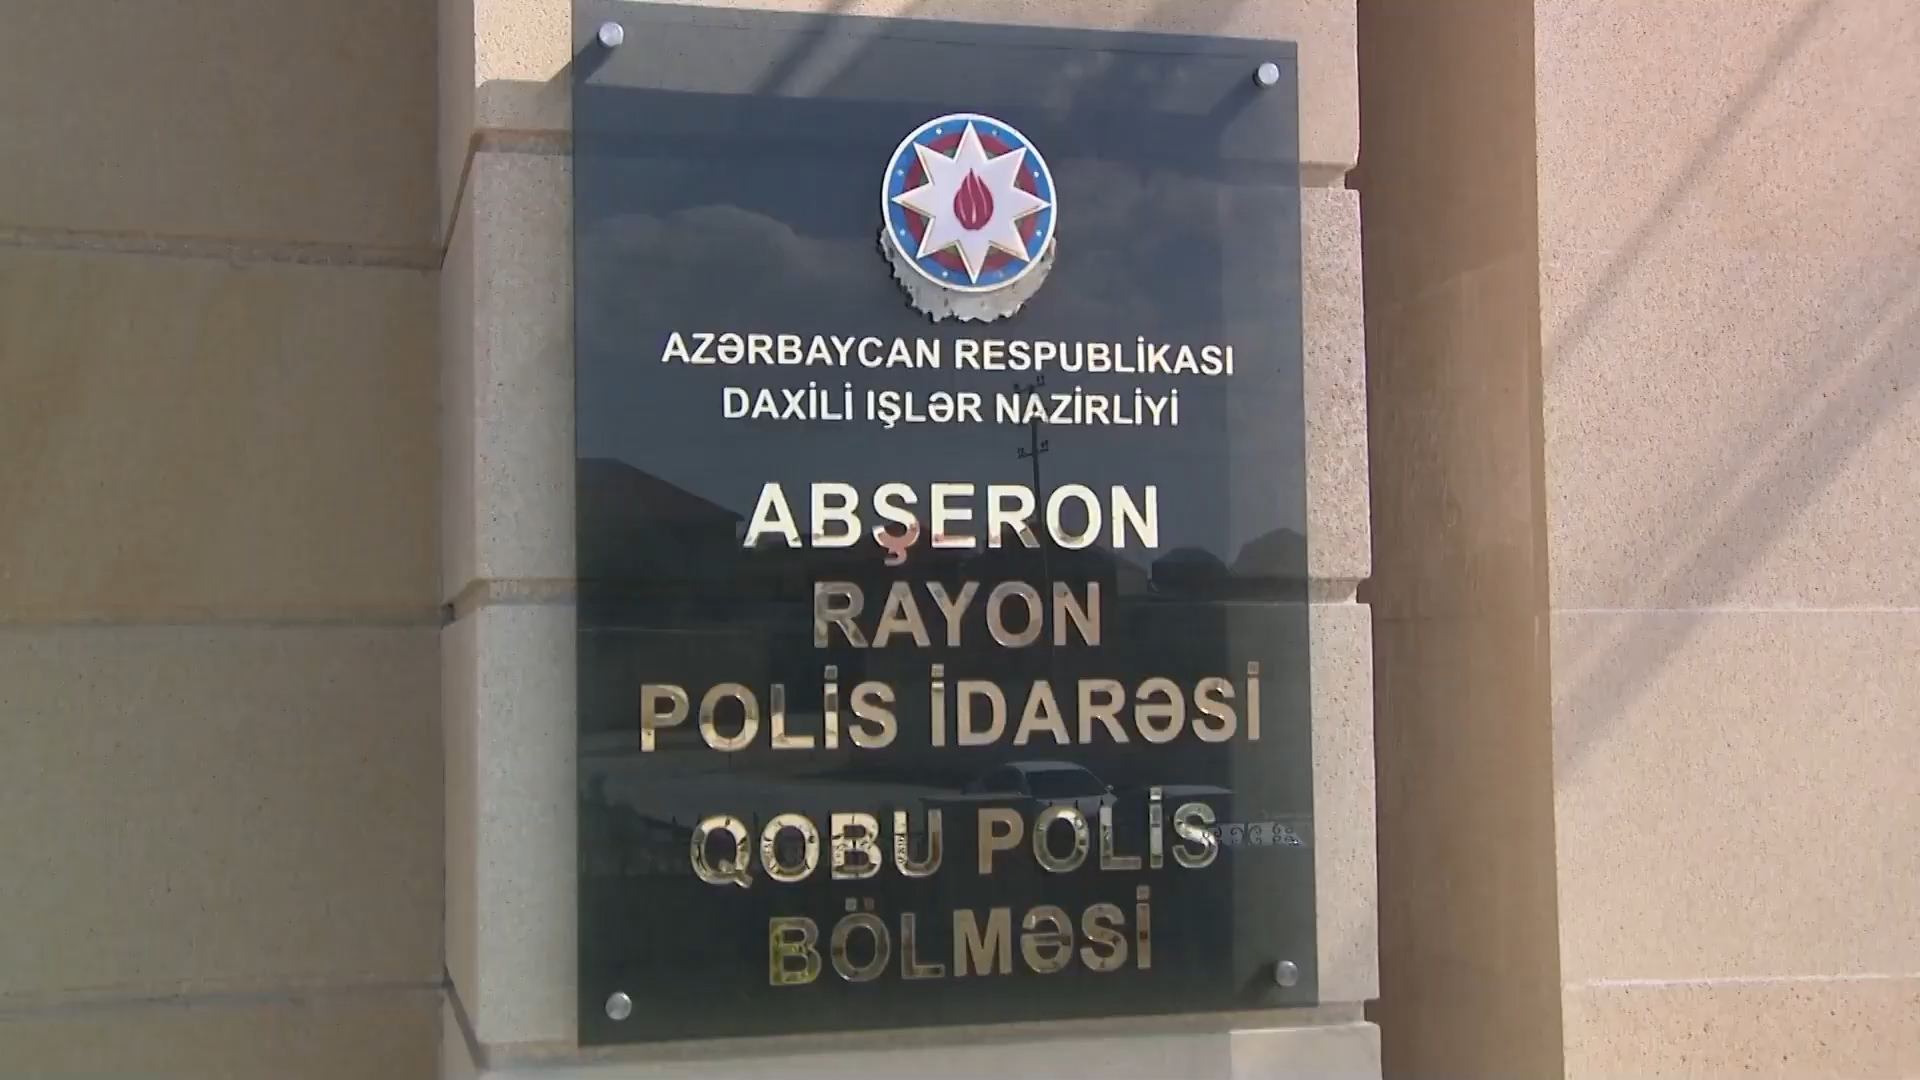 AZƏRBAYCAN RESPUBLİKASI
DAXİLİ IŞLƏR NAZİRLİYİ
ABŞERON
RAYON
POLİS İDARƏSİ
QOBU POLİS
BÖLMƏSİ